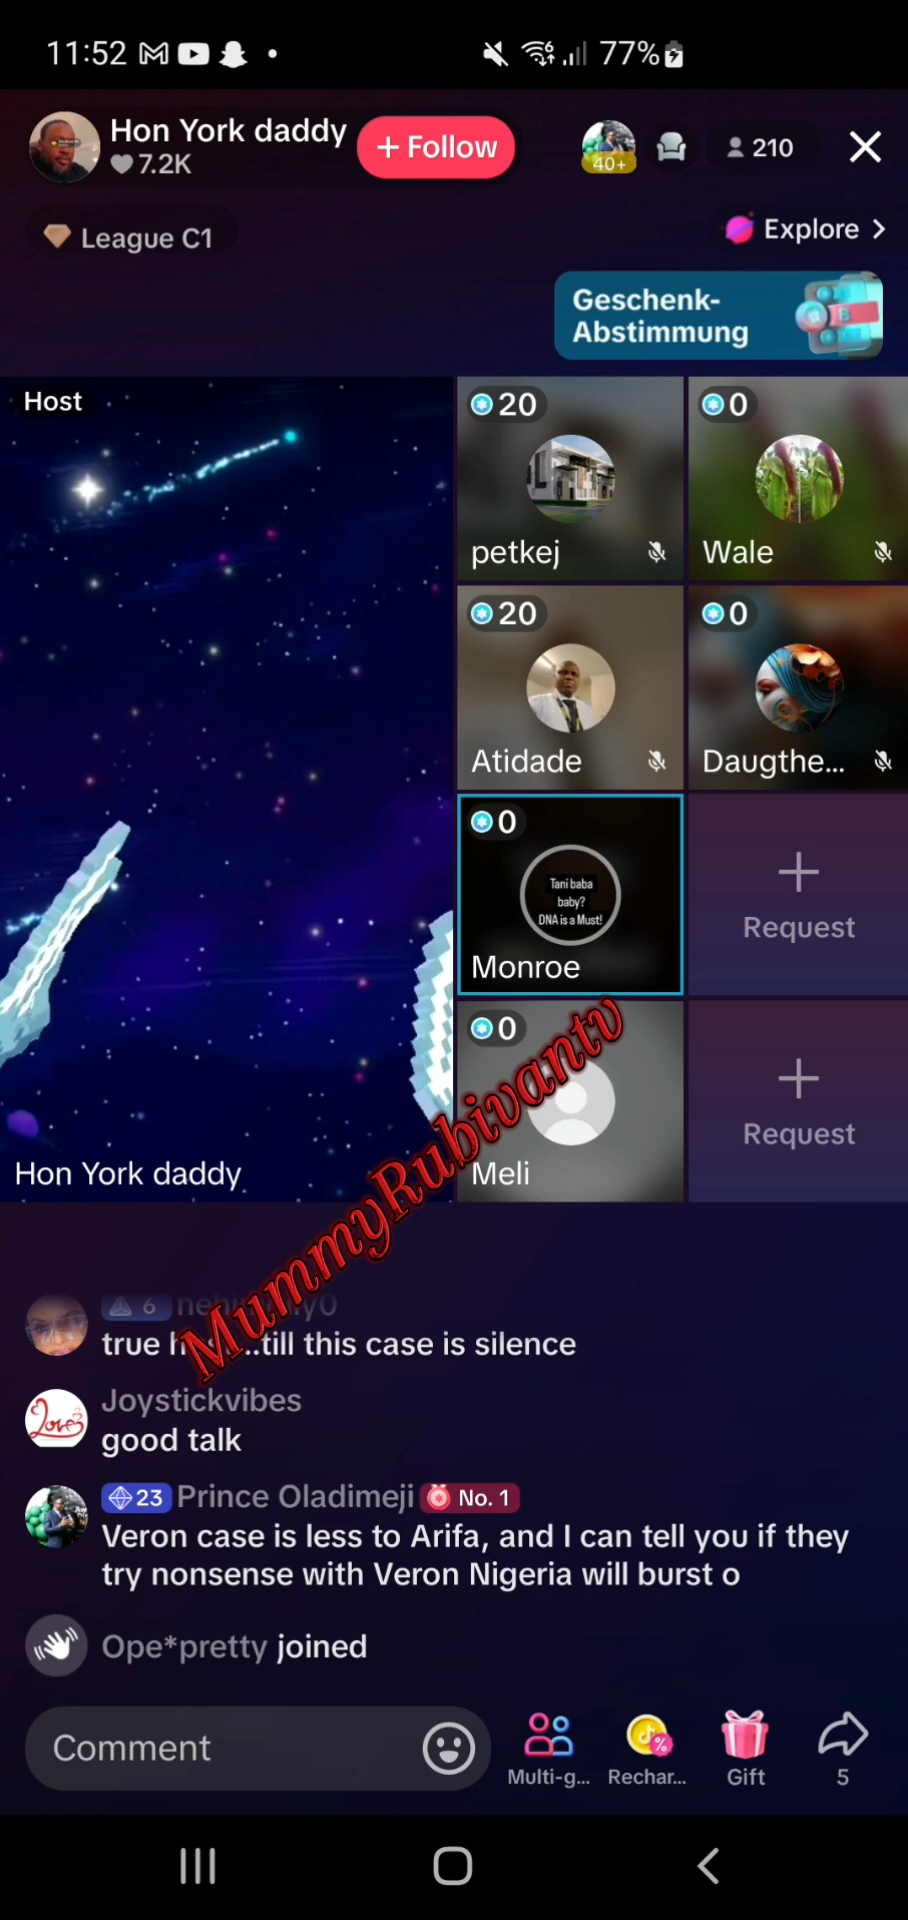 11:52
77%
Hon York daddy
7.2K
+ Follow
40+
210
League C1
Explore >
Geschenk-
Abstimmung
Host
20
petkej
0
Wale
20
Atidade
0
Daugthe...
0
Tani baba
baby?
DNA is a Must!
Monroe
Request
0
Meli
Request
Hon York daddy
MummyRubivantv
6
true ...till this case is silence
Joystickvibes
good talk
23 Prince Oladimeji No. 1
Veron case is less to Arifa, and I can tell you if they
try nonsense with Veron Nigeria will burst o
Ope*pretty joined
Comment
Multi-g...
Rechar...
Gift
5